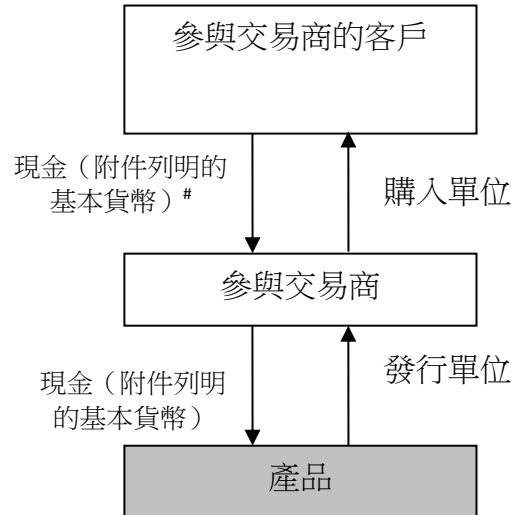 參與交易商的客戶
現金（附件列明的
基本貨幣）#
購入單位
參與交易商
現金（附件列明
的基本貨幣）
發行單位
產品